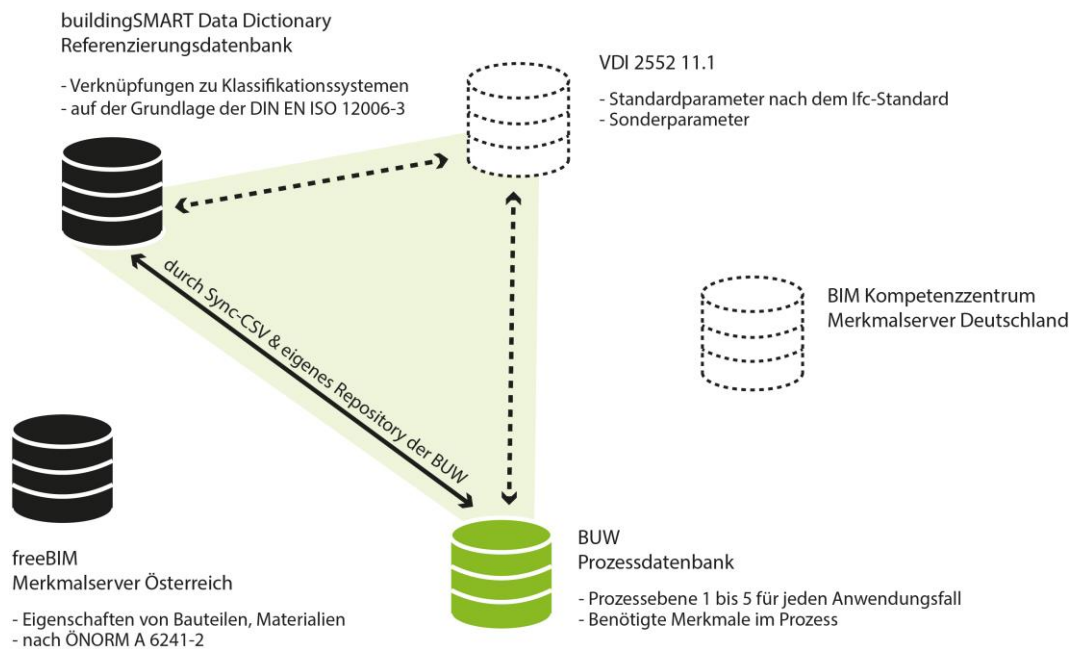 buildingSMART Data Dictionary
Referenzierungsdatenbank
- Verknüpfungen zu Klassifikationssystemen
- auf der Grundlage der DIN EN ISO 12006-3
VDI 2552 11.1
- Standardparameter nach dem Ifc-Standard
- Sonderparameter
BIM Kompetenzzentrum
Merkmalserver Deutschland
durch Sync-CSV & eigenes Repository der BUW
freeBIM
Merkmalserver Österreich
- Eigenschaften von Bauteilen, Materialien
- nach ÖNORM A 6241-2
BUW
Prozessdatenbank
- Prozessebene 1 bis 5 für jeden Anwendungsfall
- Benötigte Merkmale im Prozess